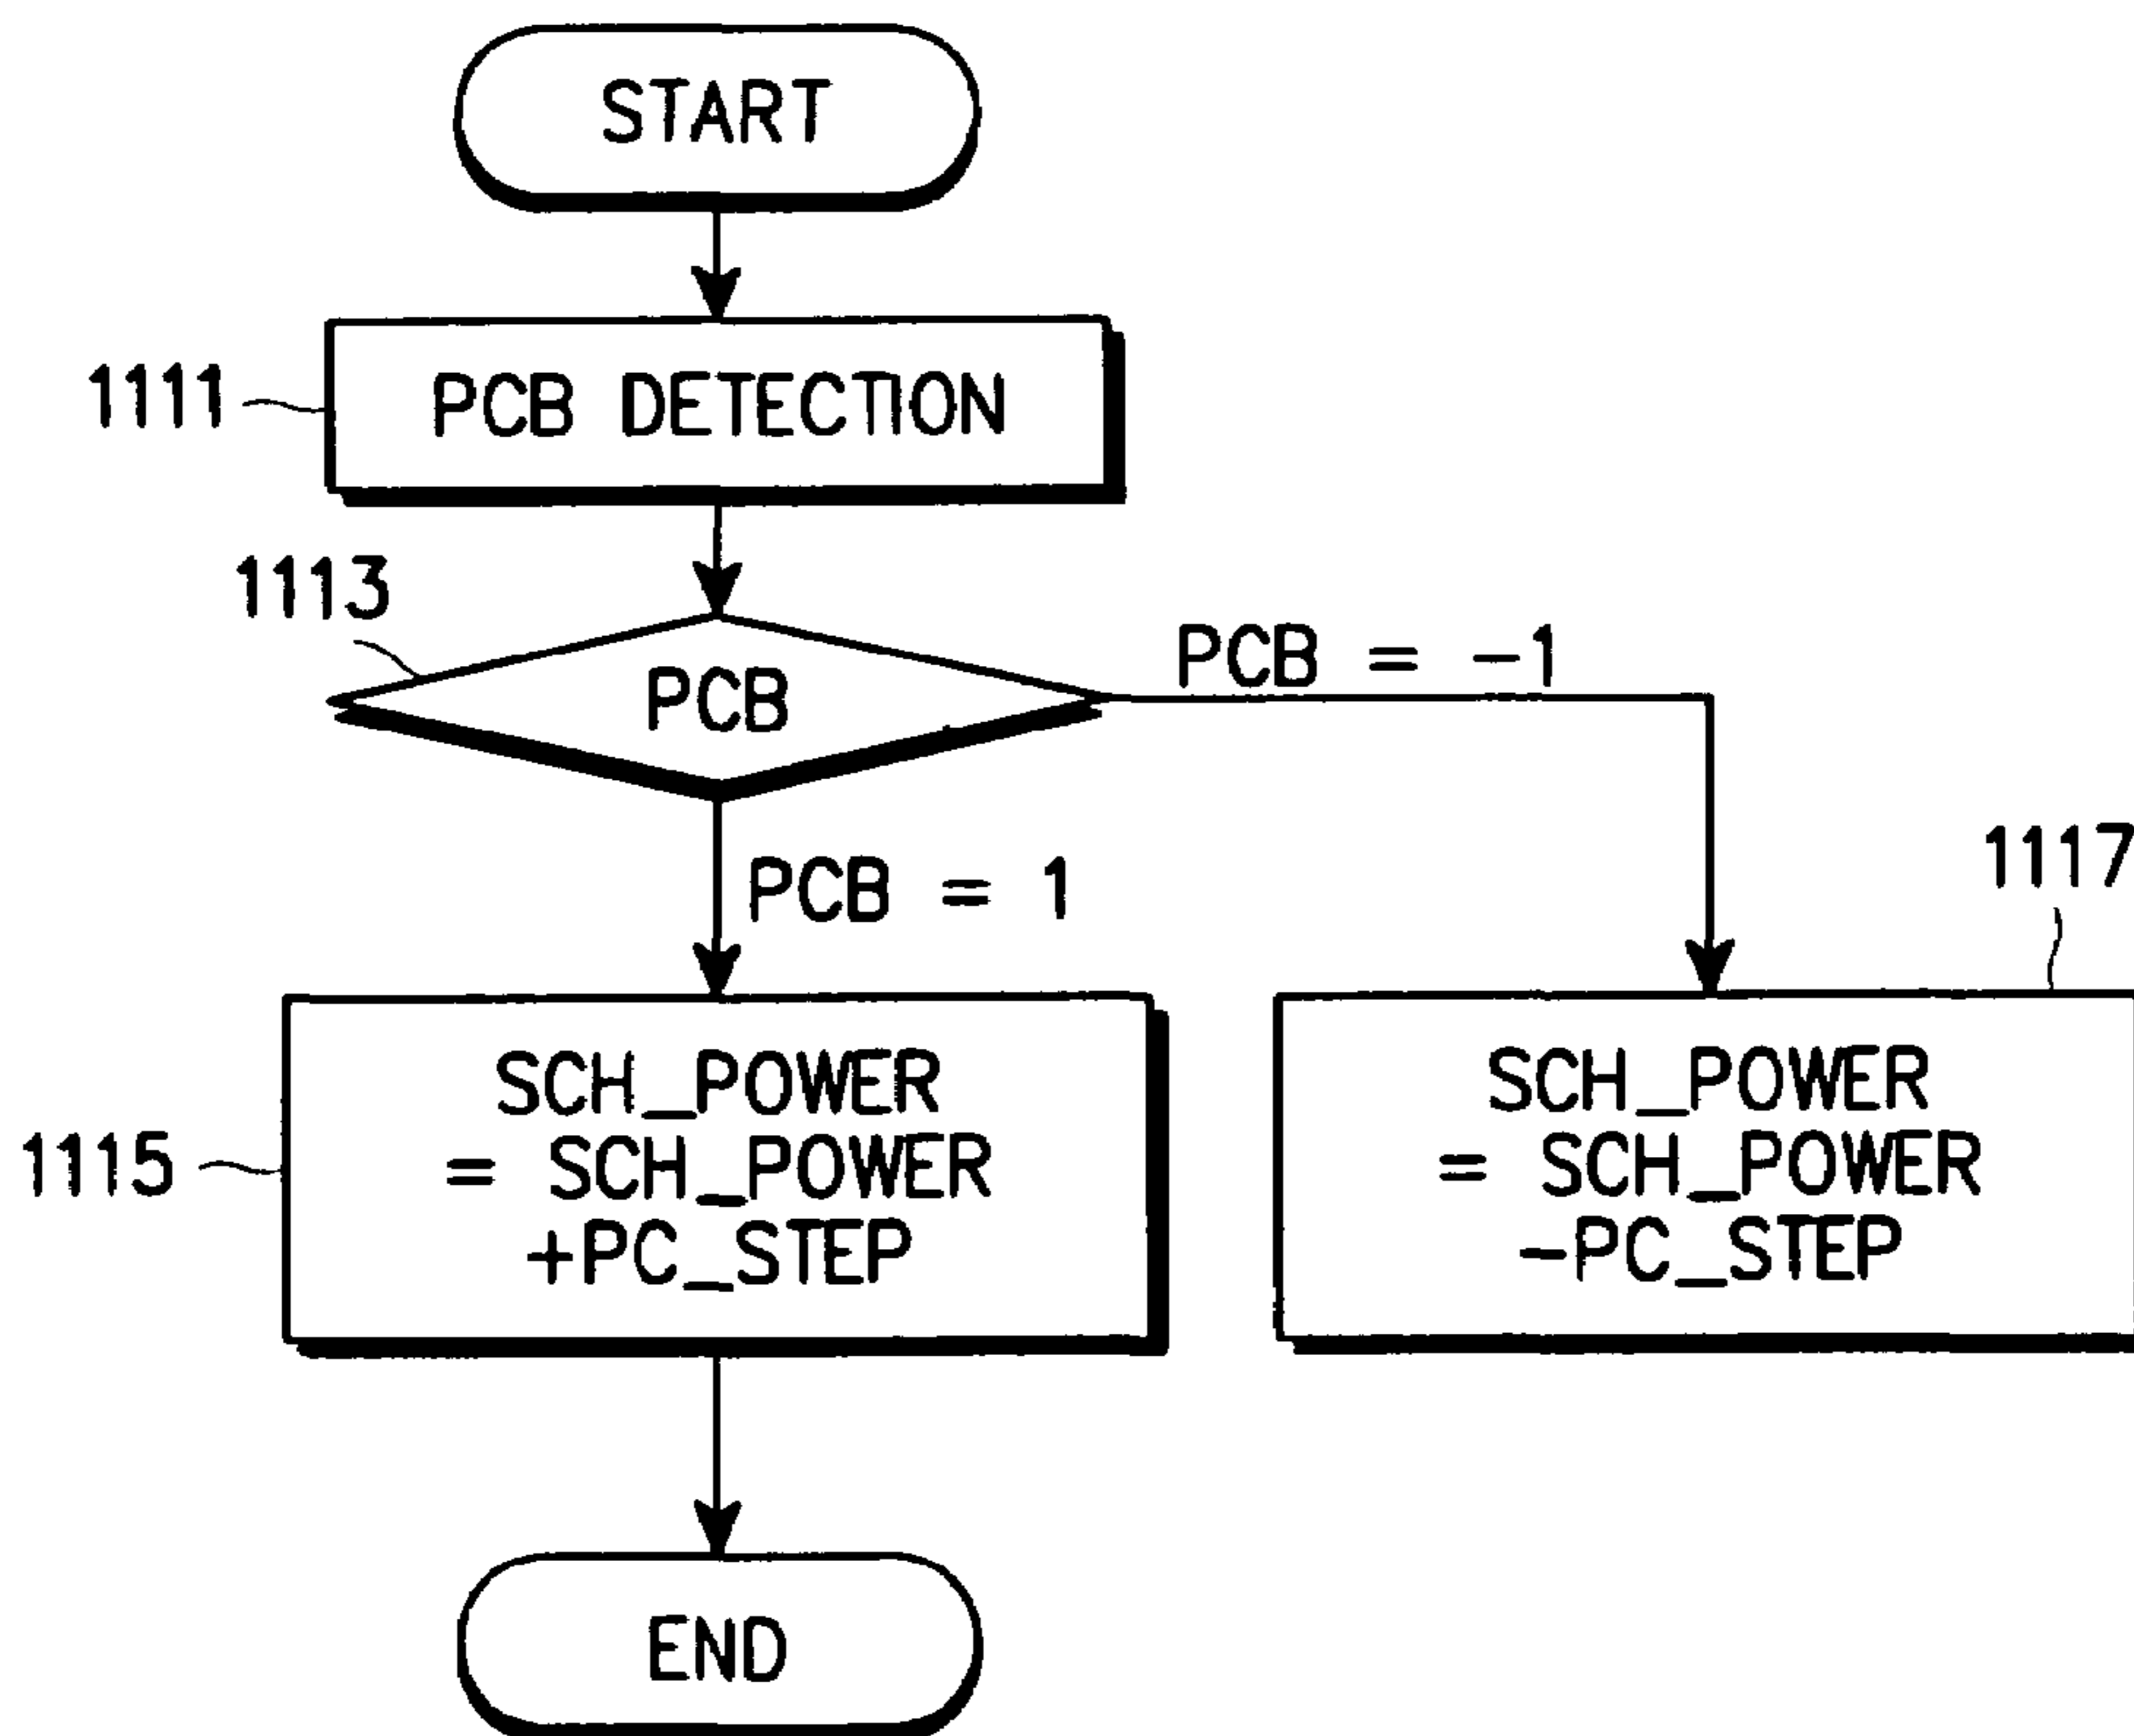 START
1111
PCB DETECTION
1113
PCB
PCB = -1
PCB = 1
1117
1115
SCH_POWER
= SCH_POWER
+PC_STEP
SCH_POWER
= SCH_POWER
-PC_STEP
END